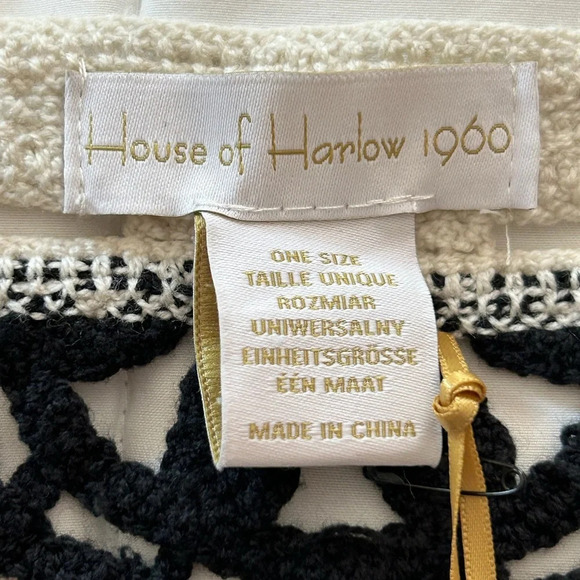 House of Harlow 1960
ONE SIZE
TAILLE UNIQUE
ROZMIAR
UNIWERSALNY
EINHEITSGRÖSSE
ÉÉN MAAT
MADE IN CHINA